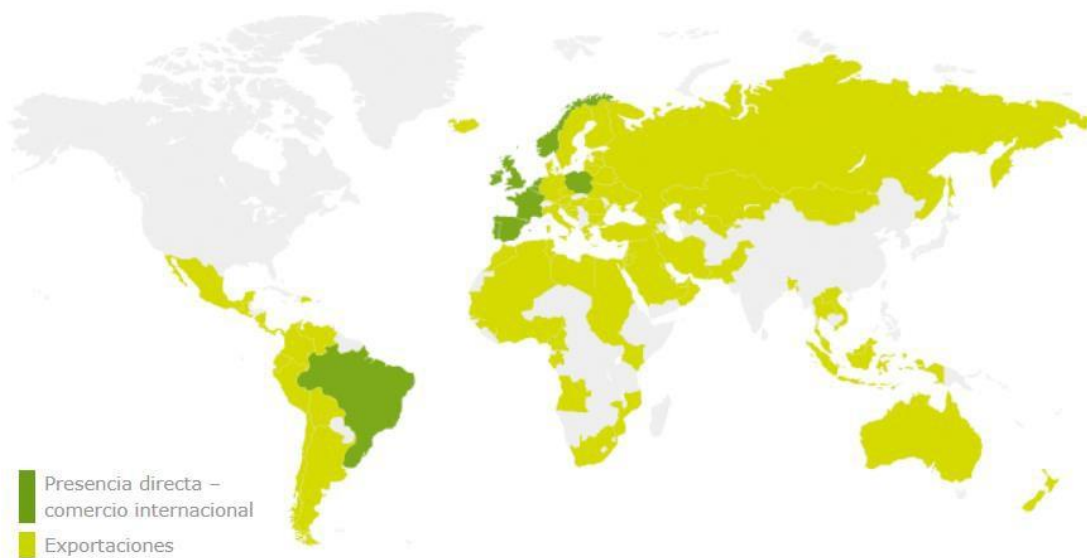 Presencia directa –
comercio internacional
Exportaciones